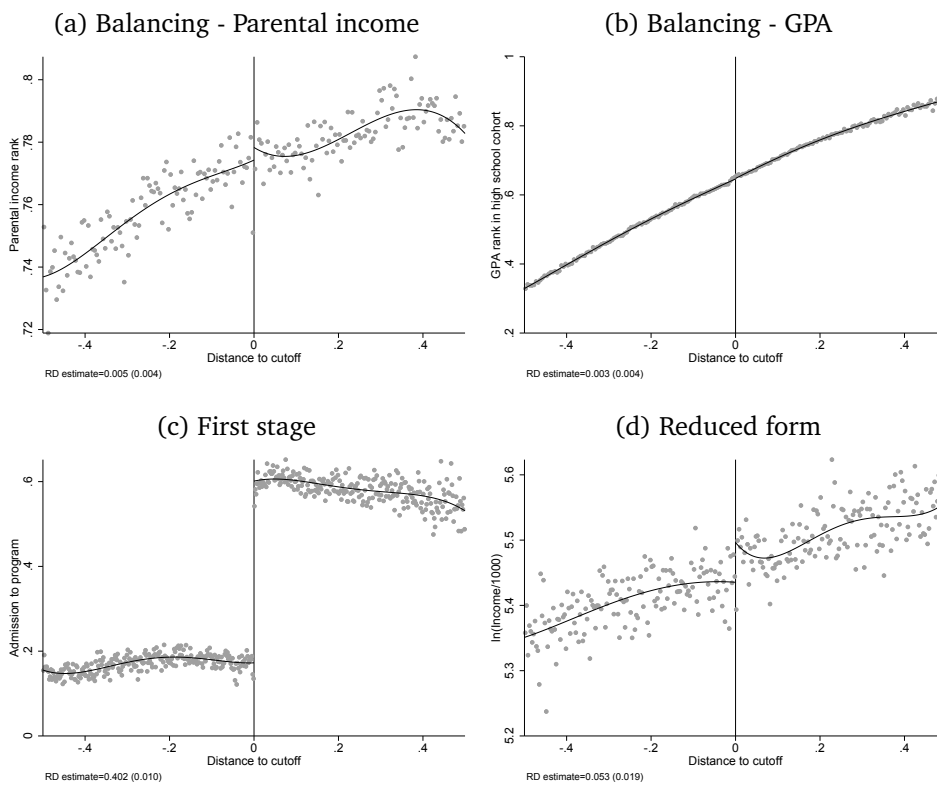 (a) Balancing - Parental income
Parental income rank
.8
.78
.76
.74
.72
-.4 -.2 0 .2 .4
Distance to cutoff
RD estimate=0.005 (0.004)
(b) Balancing - GPA
GPA rank in high school cohort
1
.8
.6
.4
.2
-.4 -.2 0 .2 .4
Distance to cutoff
RD estimate=0.003 (0.004)
(c) First stage
Admission to program
.6
.4
.2
0
-.4 -.2 0 .2 .4
Distance to cutoff
RD estimate=0.402 (0.010)
(d) Reduced form
ln(Income/1000)
5.6
5.5
5.4
5.3
5.2
-.4 -.2 0 .2 .4
Distance to cutoff
RD estimate=0.053 (0.019)